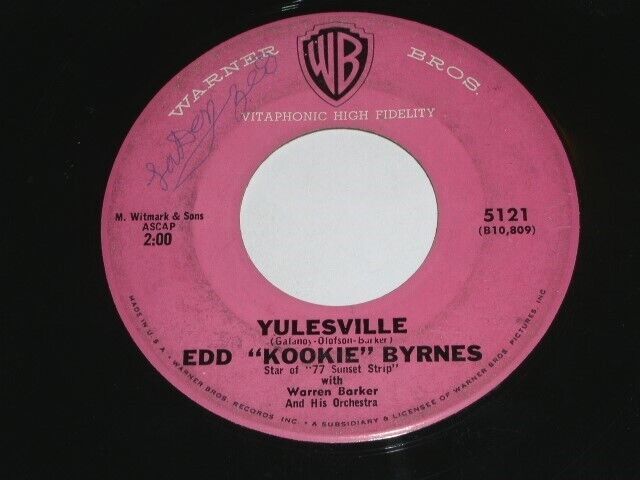 WARNER BROS.
WB
VITAPHONIC HIGH FIDELITY
M. Witmark & Sons
ASCAP
2:00
5121
(B10,809)
YULESVILLE
(Galanoy-Olofson-Barker)
EDD "KOOKIE" BYRNES
Star of "77 Sunset Strip"
with
Warren Barker
And His Orchestra
MADE IN U.S.A. • WARNER BROS. RECORDS INC. • A SUBSIDIARY & LICENSEE OF WARNER BROS. PICTURES, INC.